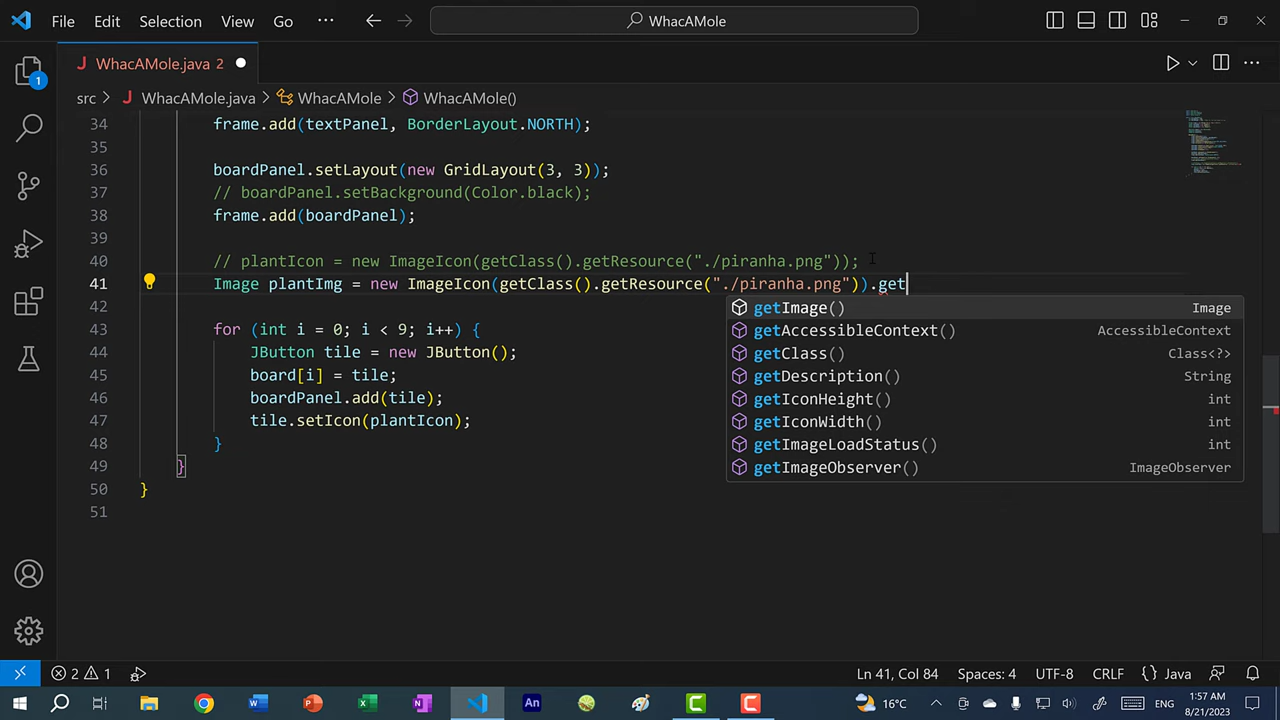 File Edit Selection View Go ··· WhacAMole
WhacAMole.java 2
src > WhacAMole.java > WhacAMole > WhacAMole()
34 frame.add(textPanel, BorderLayout.NORTH);
35
36 boardPanel.setLayout(new GridLayout(3, 3));
37 // boardPanel.setBackground(Color.black);
38 frame.add(boardPanel);
39
40 // plantIcon = new ImageIcon(getClass().getResource("./piranha.png"));
41 Image plantImg = new ImageIcon(getClass().getResource("./piranha.png")).get
42
43 for (int i = 0; i < 9; i++) {
44 JButton tile = new JButton();
45 board[i] = tile;
46 boardPanel.add(tile);
47 tile.setIcon(plantIcon);
48 }
49 }
50 }
51
getImage() Image
getAccessibleContext() AccessibleContext
getClass() Class<?>
getDescription() String
getIconHeight() int
getIconWidth() int
getImageLoadStatus() int
getImageObserver() ImageObserver
1
2 1 Ln 41, Col 84 Spaces: 4 UTF-8 CRLF {} Java
16°C ENG 1:57 AM
8/21/2023